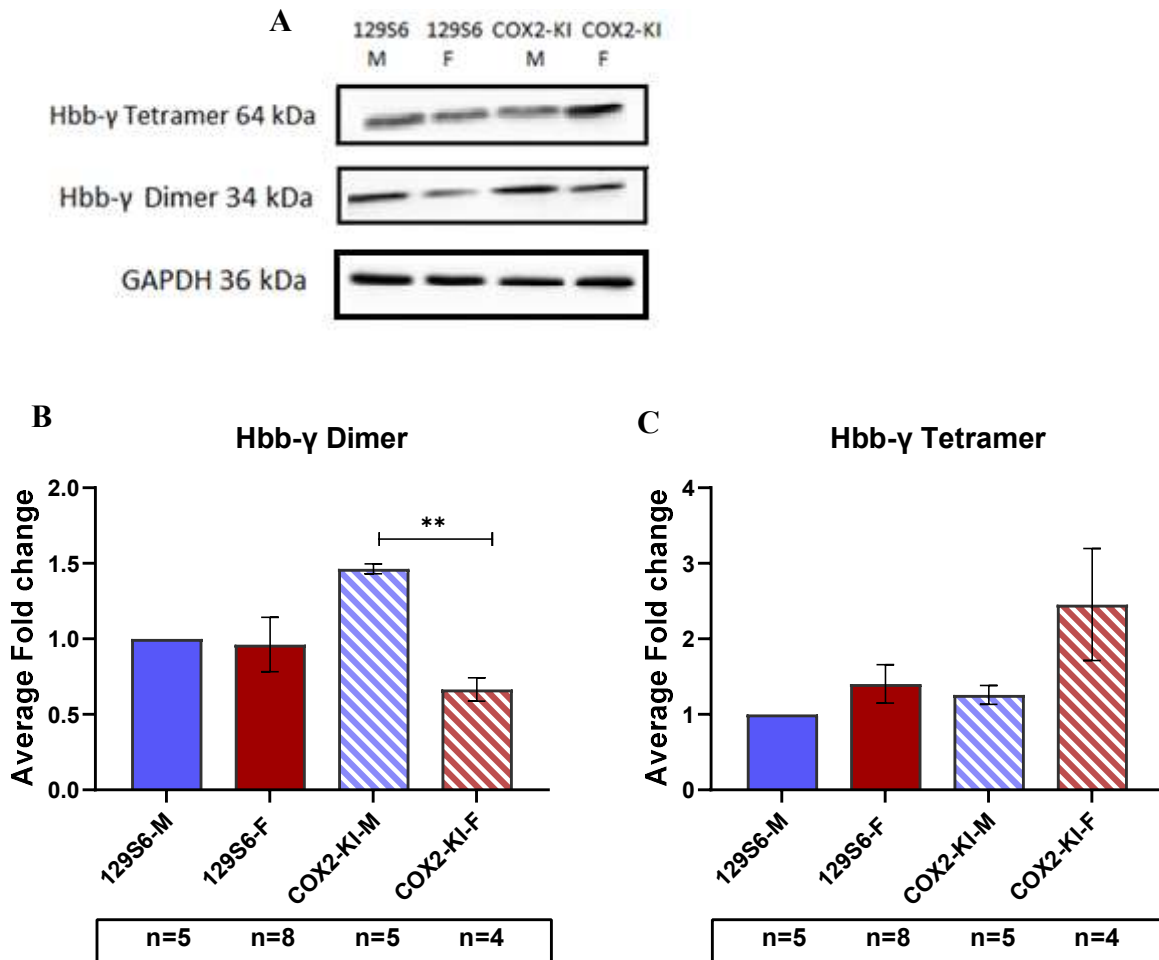 A
129S6 129S6 COX2-KI COX2-KI
M F M F
Hbb-γ Tetramer 64 kDa
Hbb-γ Dimer 34 kDa
GAPDH 36 kDa
B
Hbb-γ Dimer
Average Fold change
2.0
1.5
1.0
0.5
0.0
**
129S6-M
129S6-F
COX2-KI-M
COX2-KI-F
n=5 n=8 n=5 n=4
C
Hbb-γ Tetramer
Average Fold change
4
3
2
1
0
129S6-M
129S6-F
COX2-KI-M
COX2-KI-F
n=5 n=8 n=5 n=4